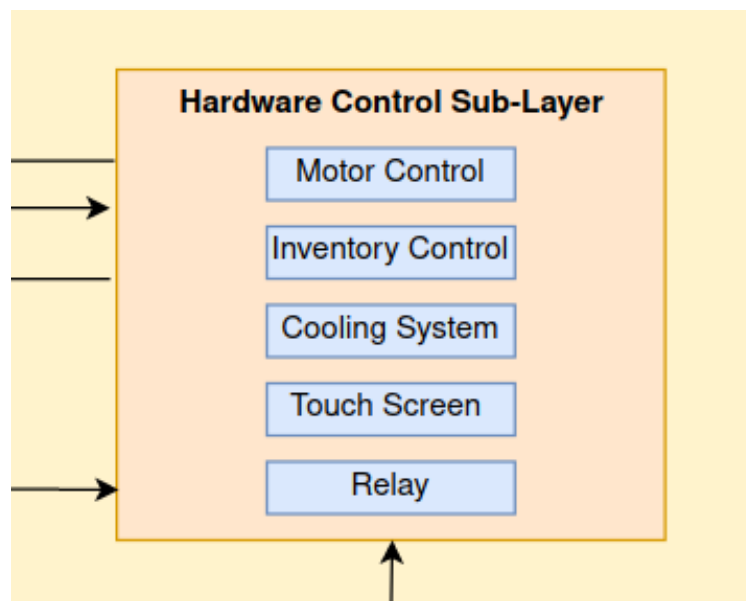 Hardware Control Sub-Layer
Motor Control
Inventory Control
Cooling System
Touch Screen
Relay